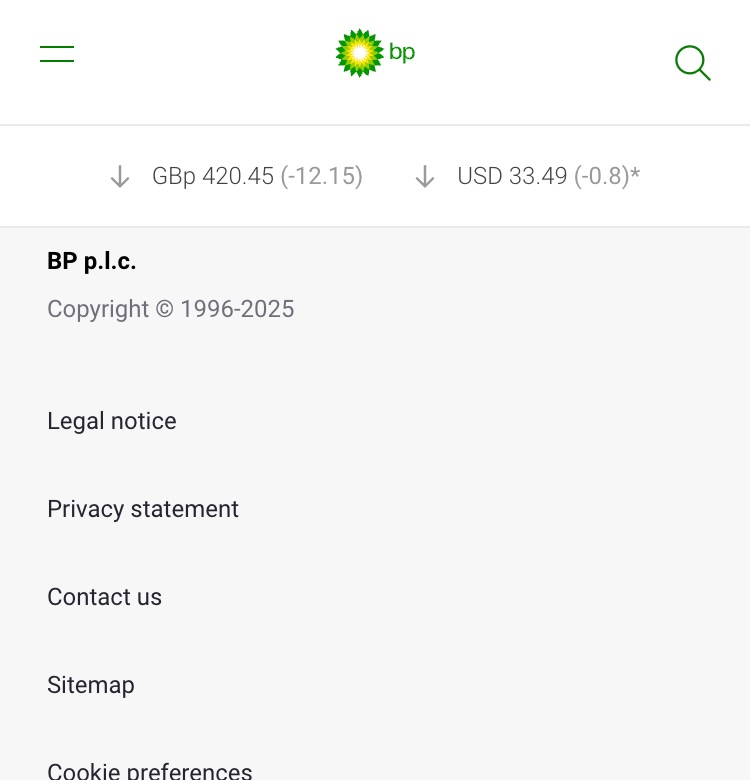 bp
GBp 420.45 (-12.15) USD 33.49 (-0.8)*
BP p.l.c.
Copyright © 1996-2025
Legal notice
Privacy statement
Contact us
Sitemap
Cookie preferences